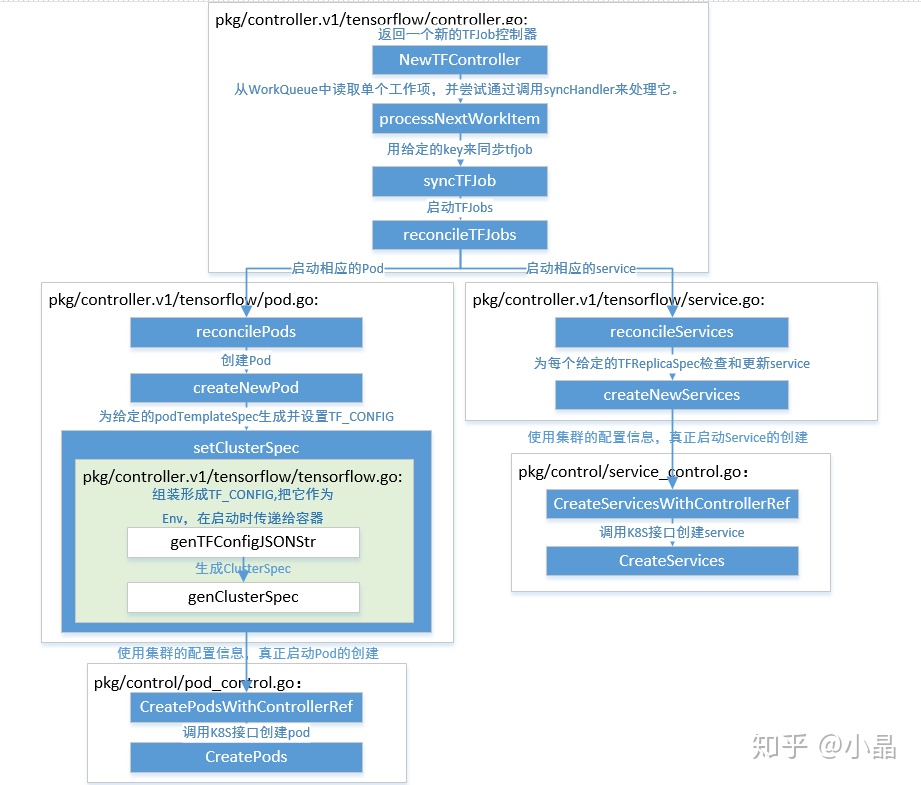 pkg/controller.v1/tensorflow/controller.go:
返回一个新的TFJob控制器
NewTFController
从WorkQueue中读取单个工作项，并尝试通过调用syncHandler来处理它。
processNextWorkItem
用给定的key来同步tfjob
syncTFJob
启动TFJobs
reconcileTFJobs
启动相应的Pod
启动相应的service
pkg/controller.v1/tensorflow/pod.go:
reconcilePods
创建Pod
createNewPod
为给定的podTemplateSpec生成并设置TF_CONFIG
setClusterSpec
pkg/controller.v1/tensorflow/tensorflow.go:
组装形成TF_CONFIG,把它作为
Env，在启动时传递给容器
genTFConfigJSONStr
生成ClusterSpec
genClusterSpec
使用集群的配置信息，真正启动Pod的创建
pkg/control/pod_control.go：
CreatePodsWithControllerRef
调用K8S接口创建pod
CreatePods
pkg/controller.v1/tensorflow/service.go:
reconcileServices
为每个给定的TFReplicaSpec检查和更新service
createNewServices
使用集群的配置信息，真正启动Service的创建
pkg/control/service_control.go：
CreateServicesWithControllerRef
调用K8S接口创建service
CreateServices
知乎 @小晶